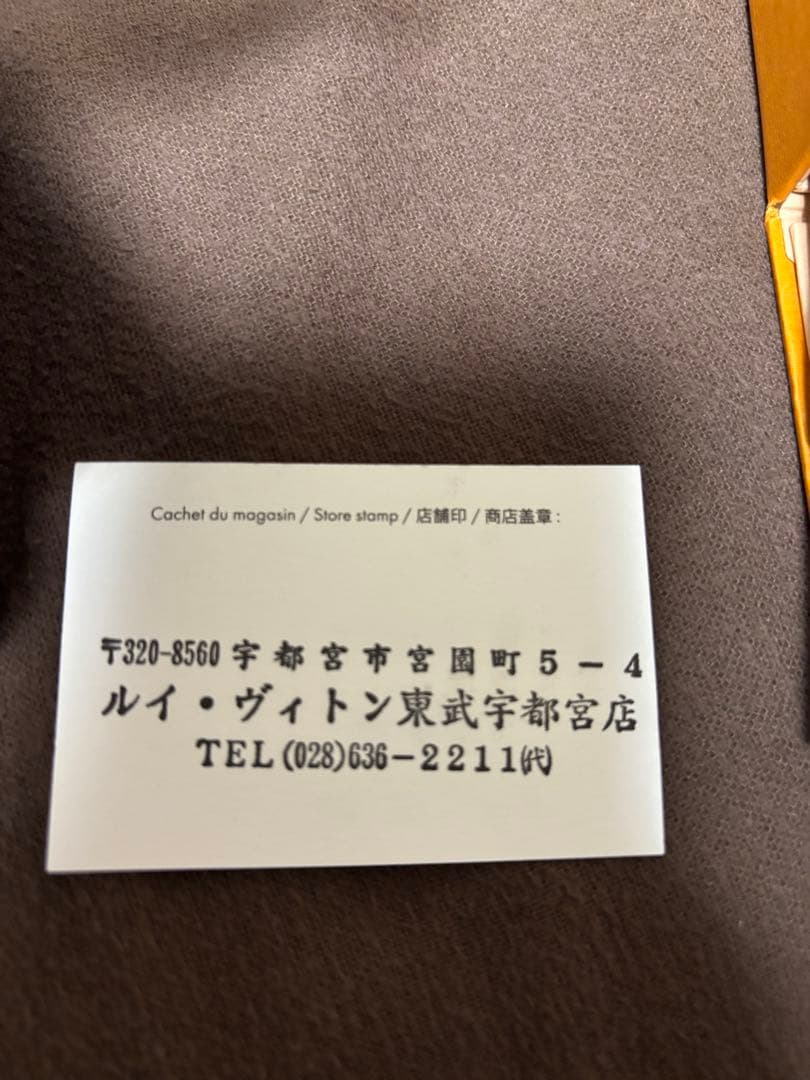 Cachet du magasin / Store stamp / 店舗印 / 商店盖章 :
〒320-8560 宇都宮市宮園町5-4
ルイ・ヴィトン東武宇都宮店
TEL(028)636-2211㈹